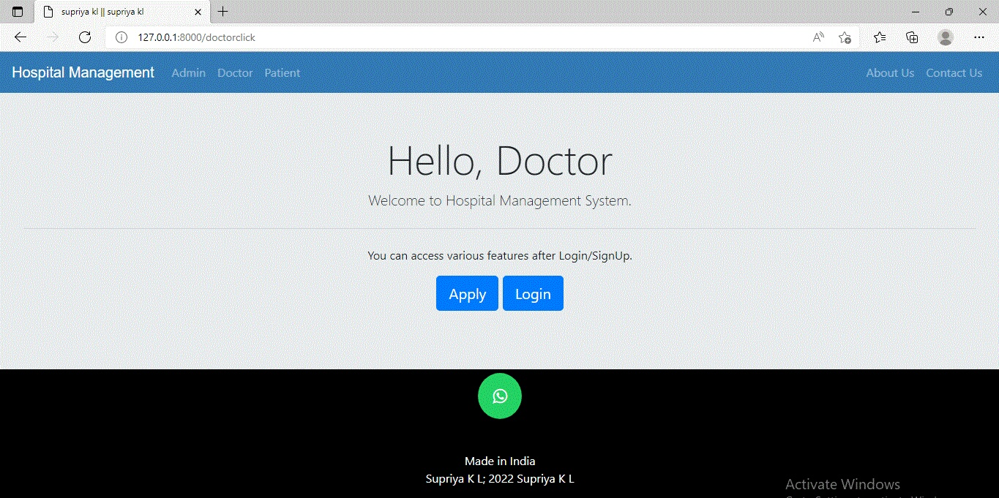 supriya kl || supriya kl
127.0.0.1:8000/doctorclick
Hospital Management Admin Doctor Patient About Us Contact Us
Hello, Doctor
Welcome to Hospital Management System.
You can access various features after Login/SignUp.
Apply Login
Made in India
Supriya K L; 2022 Supriya K L
Activate Windows